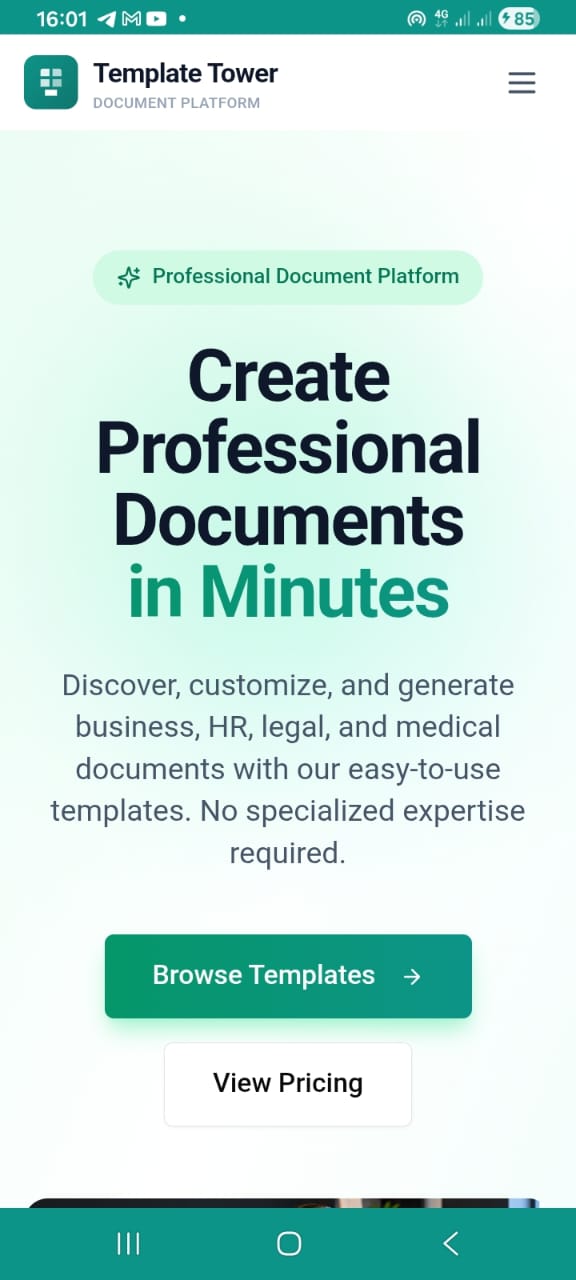 16:01
4G
85
Template Tower
DOCUMENT PLATFORM
Professional Document Platform
Create
Professional
Documents
in Minutes
Discover, customize, and generate
business, HR, legal, and medical
documents with our easy-to-use
templates. No specialized expertise
required.
Browse Templates
View Pricing